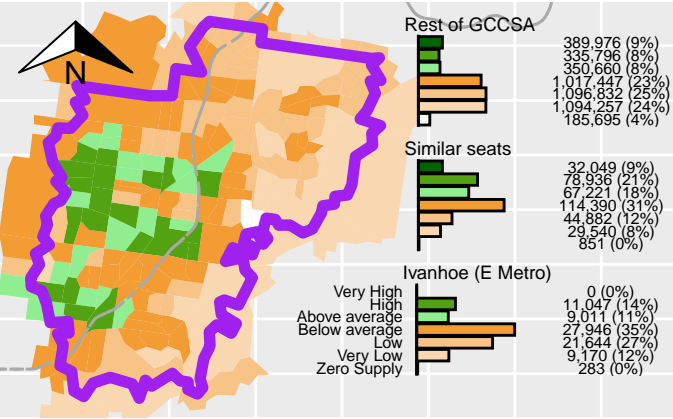 N
Rest of GCCSA
389,976 (9%)
335,796 (8%)
350,660 (8%)
1,017,447 (23%)
1,096,832 (25%)
1,094,257 (24%)
185,695 (4%)
Similar seats
32,049 (9%)
78,936 (21%)
67,221 (18%)
114,390 (31%)
44,882 (12%)
29,540 (8%)
851 (0%)
Ivanhoe (E Metro)
Very High 0 (0%)
High 11,047 (14%)
Above average 9,011 (11%)
Below average 27,946 (35%)
Low 21,644 (27%)
Very Low 9,170 (12%)
Zero Supply 283 (0%)